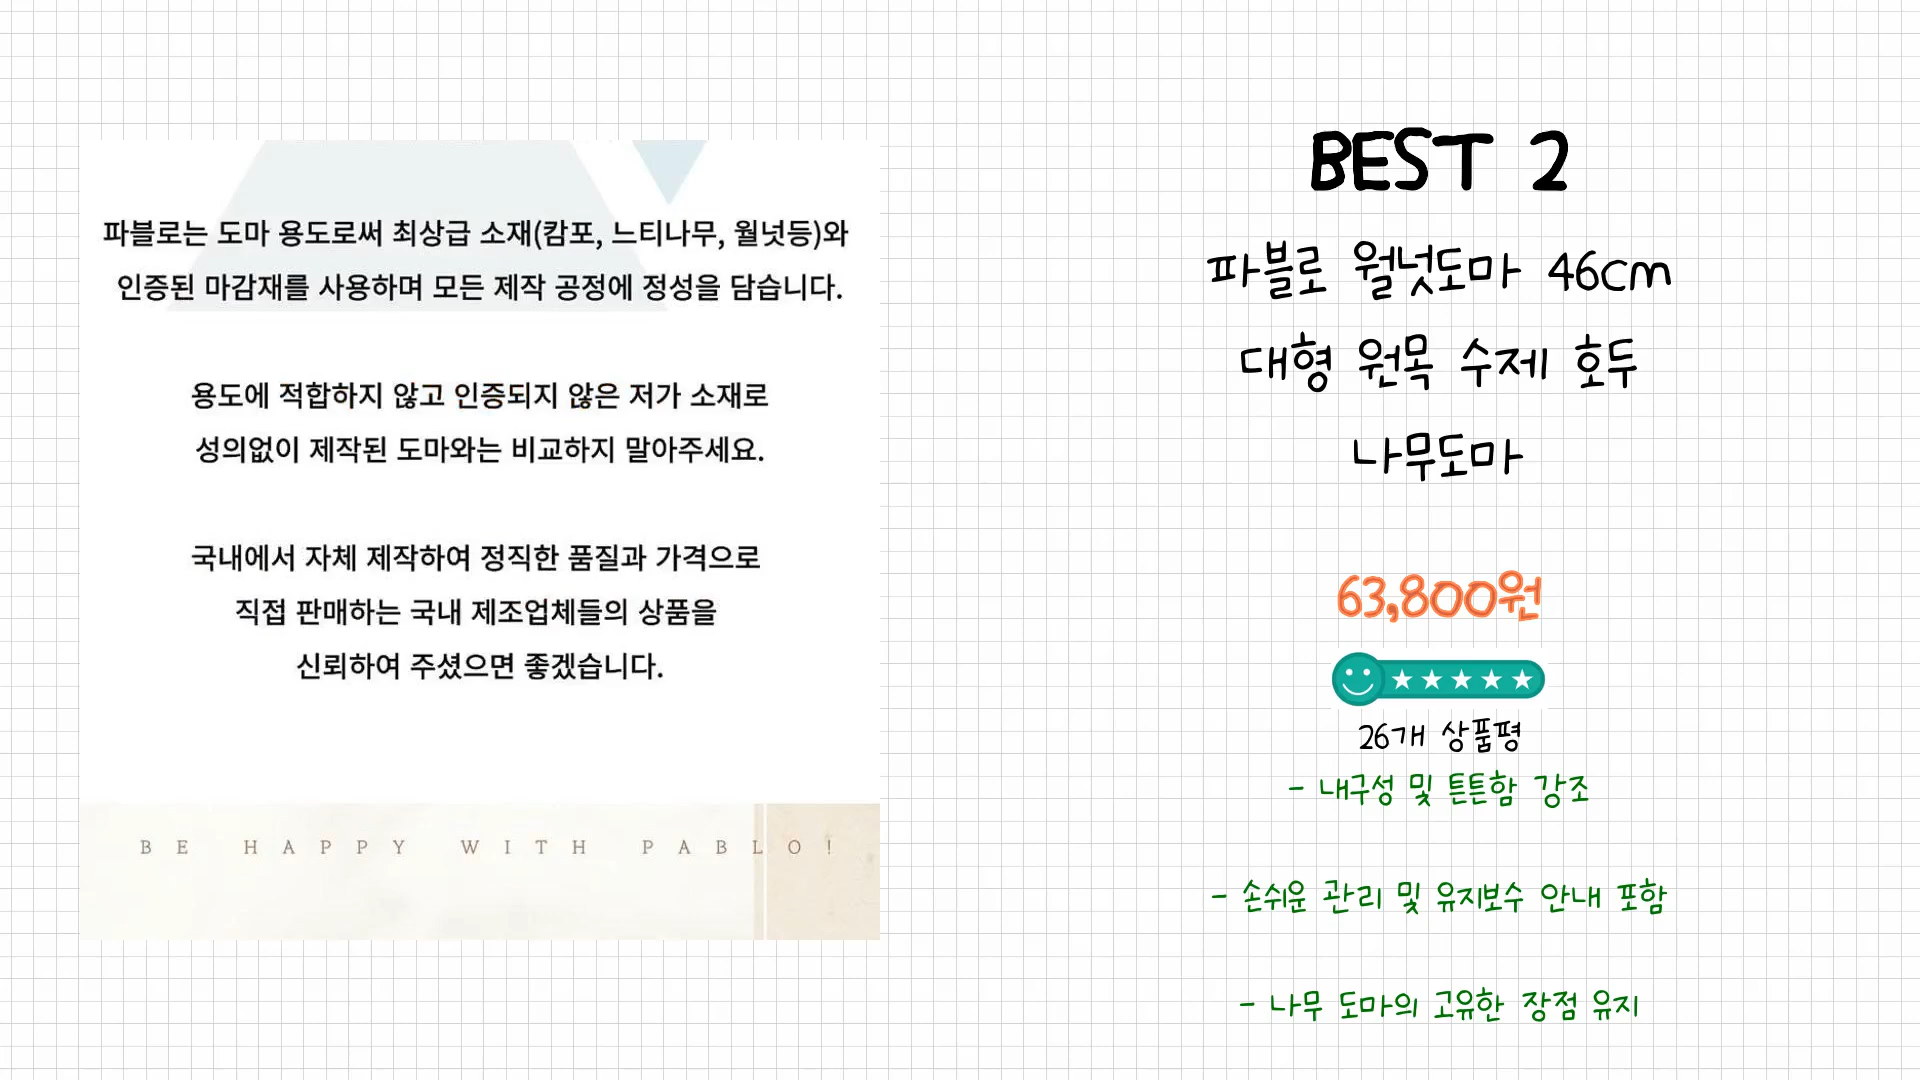 파블로는 도마 용도로써 최상급 소재(캄포, 느티나무, 월넛등)와
인증된 마감재를 사용하며 모든 제작 공정에 정성을 담습니다.
용도에 적합하지 않고 인증되지 않은 저가 소재로
성의없이 제작된 도마와는 비교하지 말아주세요.
국내에서 자체 제작하여 정직한 품질과 가격으로
직접 판매하는 국내 제조업체들의 상품을
신뢰하여 주셨으면 좋겠습니다.
BE HAPPY WITH PABLO!
BEST 2
파블로 월넛도마 46cm
대형 원목 수제 호두
나무도마
63,800원
26개 상품평
- 내구성 및 튼튼함 강조
- 손쉬운 관리 및 유지보수 안내 포함
- 나무 도마의 고유한 장점 유지